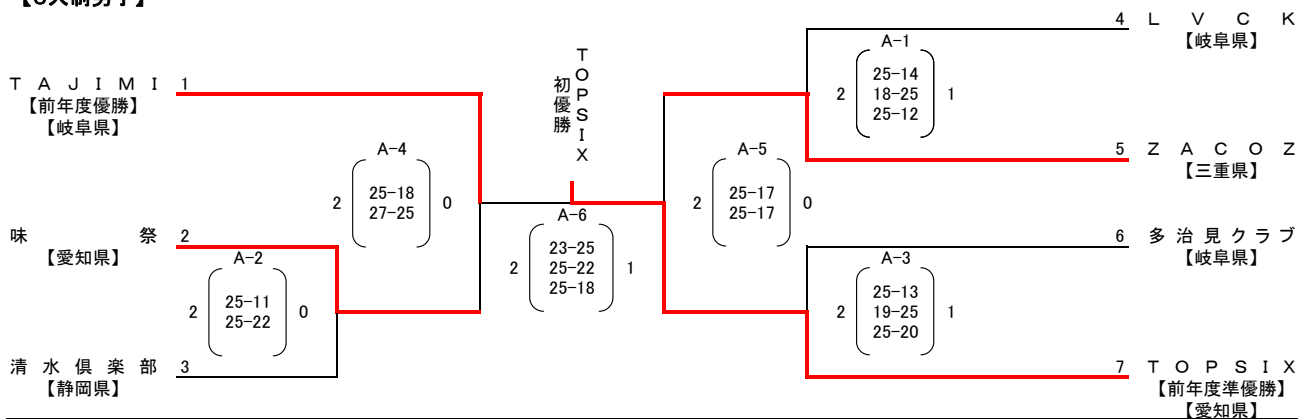 TAJIMI 1
【前年度優勝】
【岐阜県】
味祭 2
【愛知県】
清水倶楽部 3
【静岡県】
A-2
2 0
25-11
25-22
A-4
2 0
25-18
27-25
TOPSIX
初優勝
A-6
2 1
23-25
25-22
25-18
A-5
2 0
25-17
25-17
A-1
2 1
25-14
18-25
25-12
A-3
2 1
25-13
19-25
25-20
4 LVCK
【岐阜県】
5 ZACOZ
【三重県】
6 多治見クラブ
【岐阜県】
7 TOPSIX
【前年度準優勝】
【愛知県】